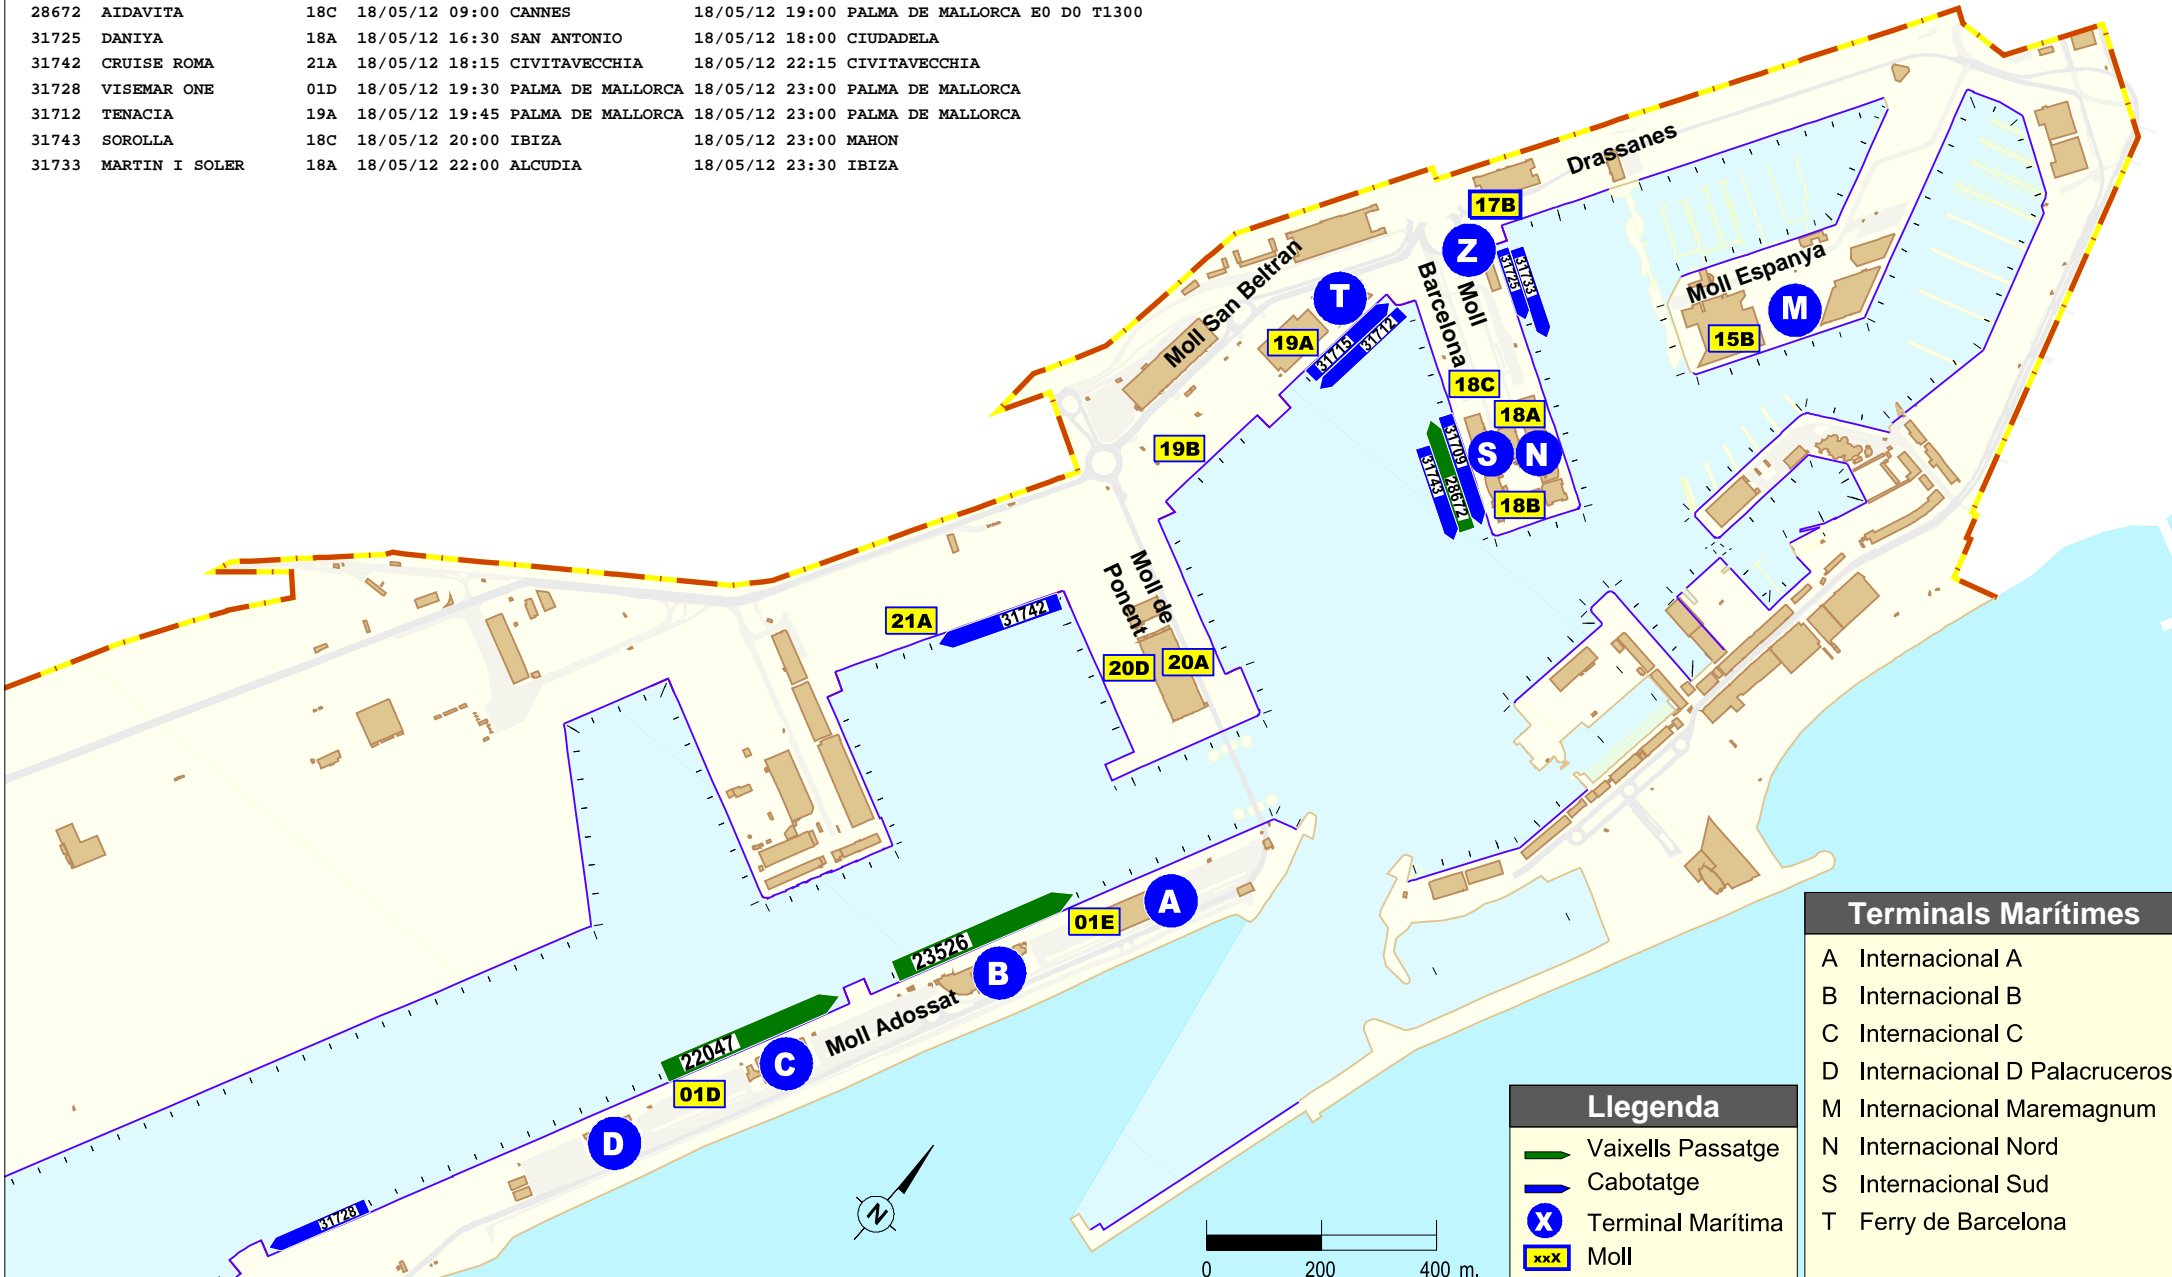 28672 AIDAVITA 18C 18/05/12 09:00 CANNES 18/05/12 19:00 PALMA DE MALLORCA E0 D0 T1300
31725 DANIYA 18A 18/05/12 16:30 SAN ANTONIO 18/05/12 18:00 CIUDADELA
31742 CRUISE ROMA 21A 18/05/12 18:15 CIVITAVECCHIA 18/05/12 22:15 CIVITAVECCHIA
31728 VISEMAR ONE 01D 18/05/12 19:30 PALMA DE MALLORCA 18/05/12 23:00 PALMA DE MALLORCA
31712 TENACIA 19A 18/05/12 19:45 PALMA DE MALLORCA 18/05/12 23:00 PALMA DE MALLORCA
31743 SOROLLA 18C 18/05/12 20:00 IBIZA 18/05/12 23:00 MAHON
31733 MARTIN I SOLER 18A 18/05/12 22:00 ALCUDIA 18/05/12 23:30 IBIZA
Drassanes
17B
Z
Moll San Beltran
T
Moll
Barcelona
31725
31733
Moll Espanya
M
15B
19A
31715
31712
18C
18A
19B
S
N
31709
28672
31743
18B
Moll de
Ponent
21A
31742
20D
20A
A
01E
23526
B
Moll Adossat
22047
C
01D
D
31728
N
0 200 400 m.
Llegenda
Vaixells Passatge
Cabotatge
X Terminal Marítima
xxX Moll
Terminals Marítimes
A Internacional A
B Internacional B
C Internacional C
D Internacional D Palacruceros
M Internacional Maremagnum
N Internacional Nord
S Internacional Sud
T Ferry de Barcelona